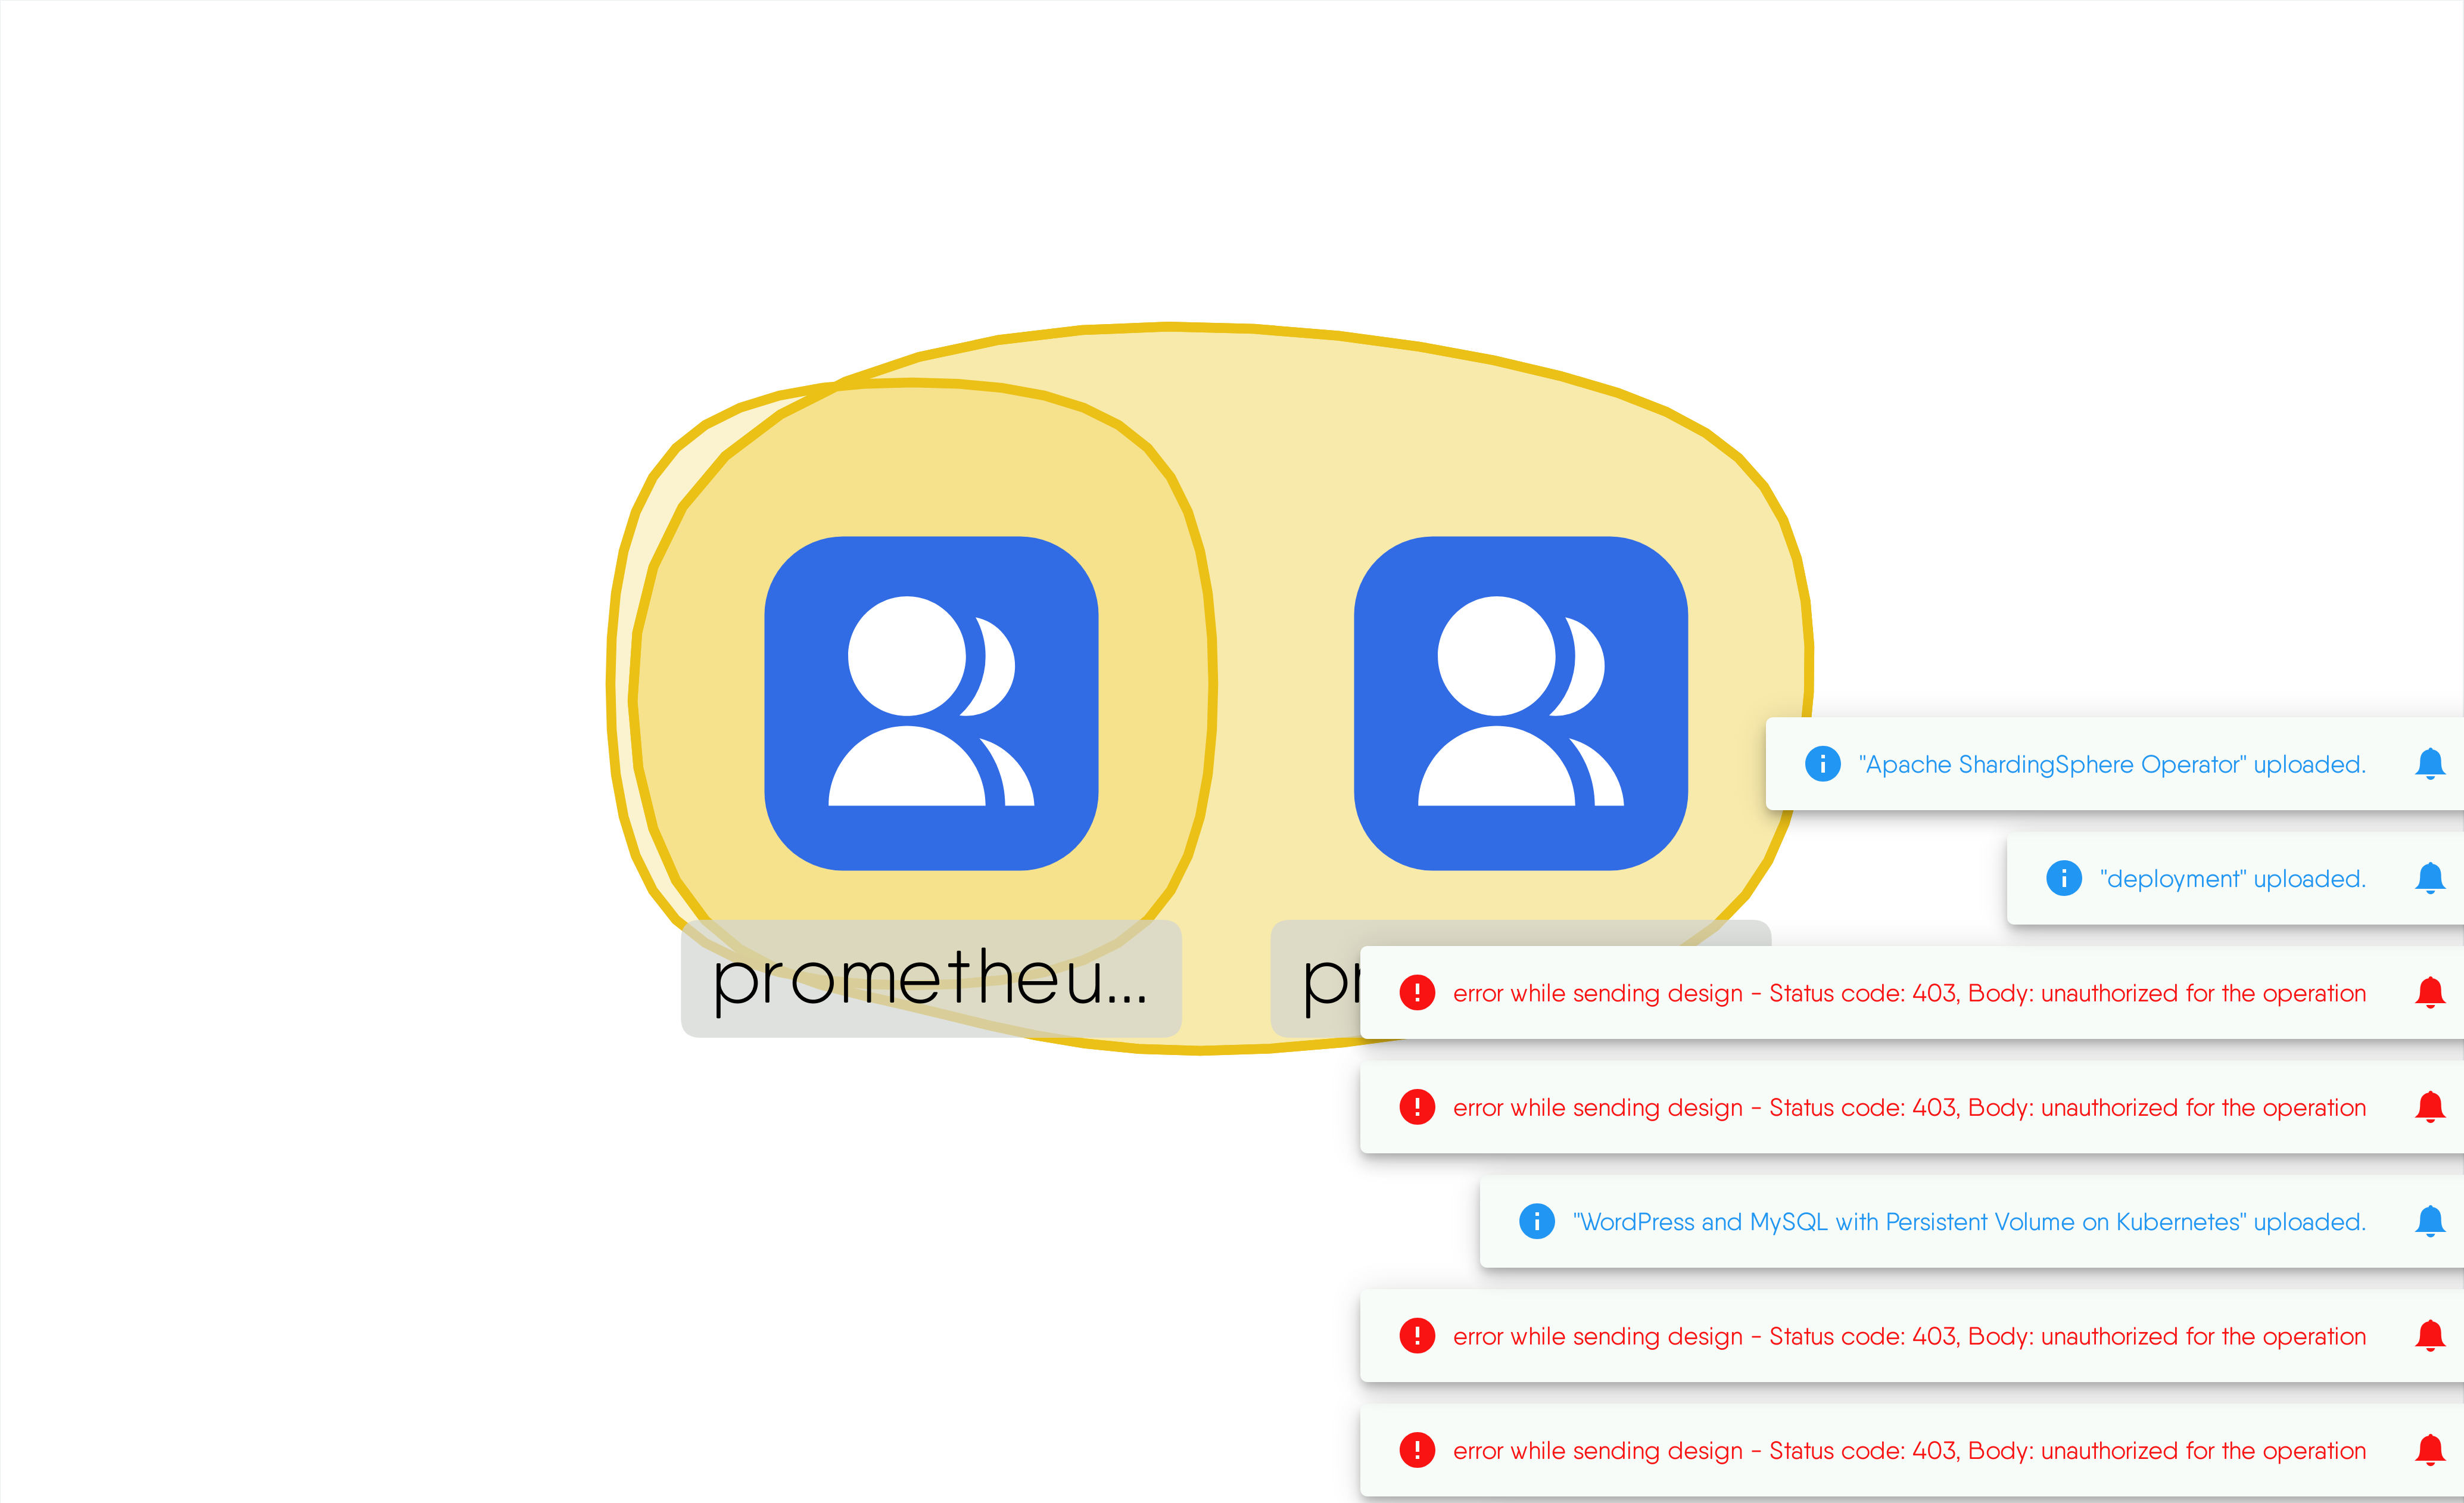 "Apache ShardingSphere Operator" uploaded.
"deployment" uploaded.
prometheu...
error while sending design - Status code: 403, Body: unauthorized for the operation
error while sending design - Status code: 403, Body: unauthorized for the operation
"WordPress and MySQL with Persistent Volume on Kubernetes" uploaded.
error while sending design - Status code: 403, Body: unauthorized for the operation
error while sending design - Status code: 403, Body: unauthorized for the operation